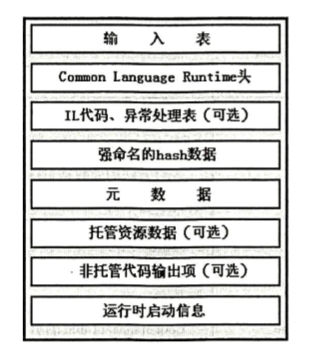 输 入 表
Common Language Runtime头
IL代码、异常处理表（可选）
强命名的hash数据
元 数 据
托管资源数据（可选）
非托管代码输出项（可选）
运行时启动信息